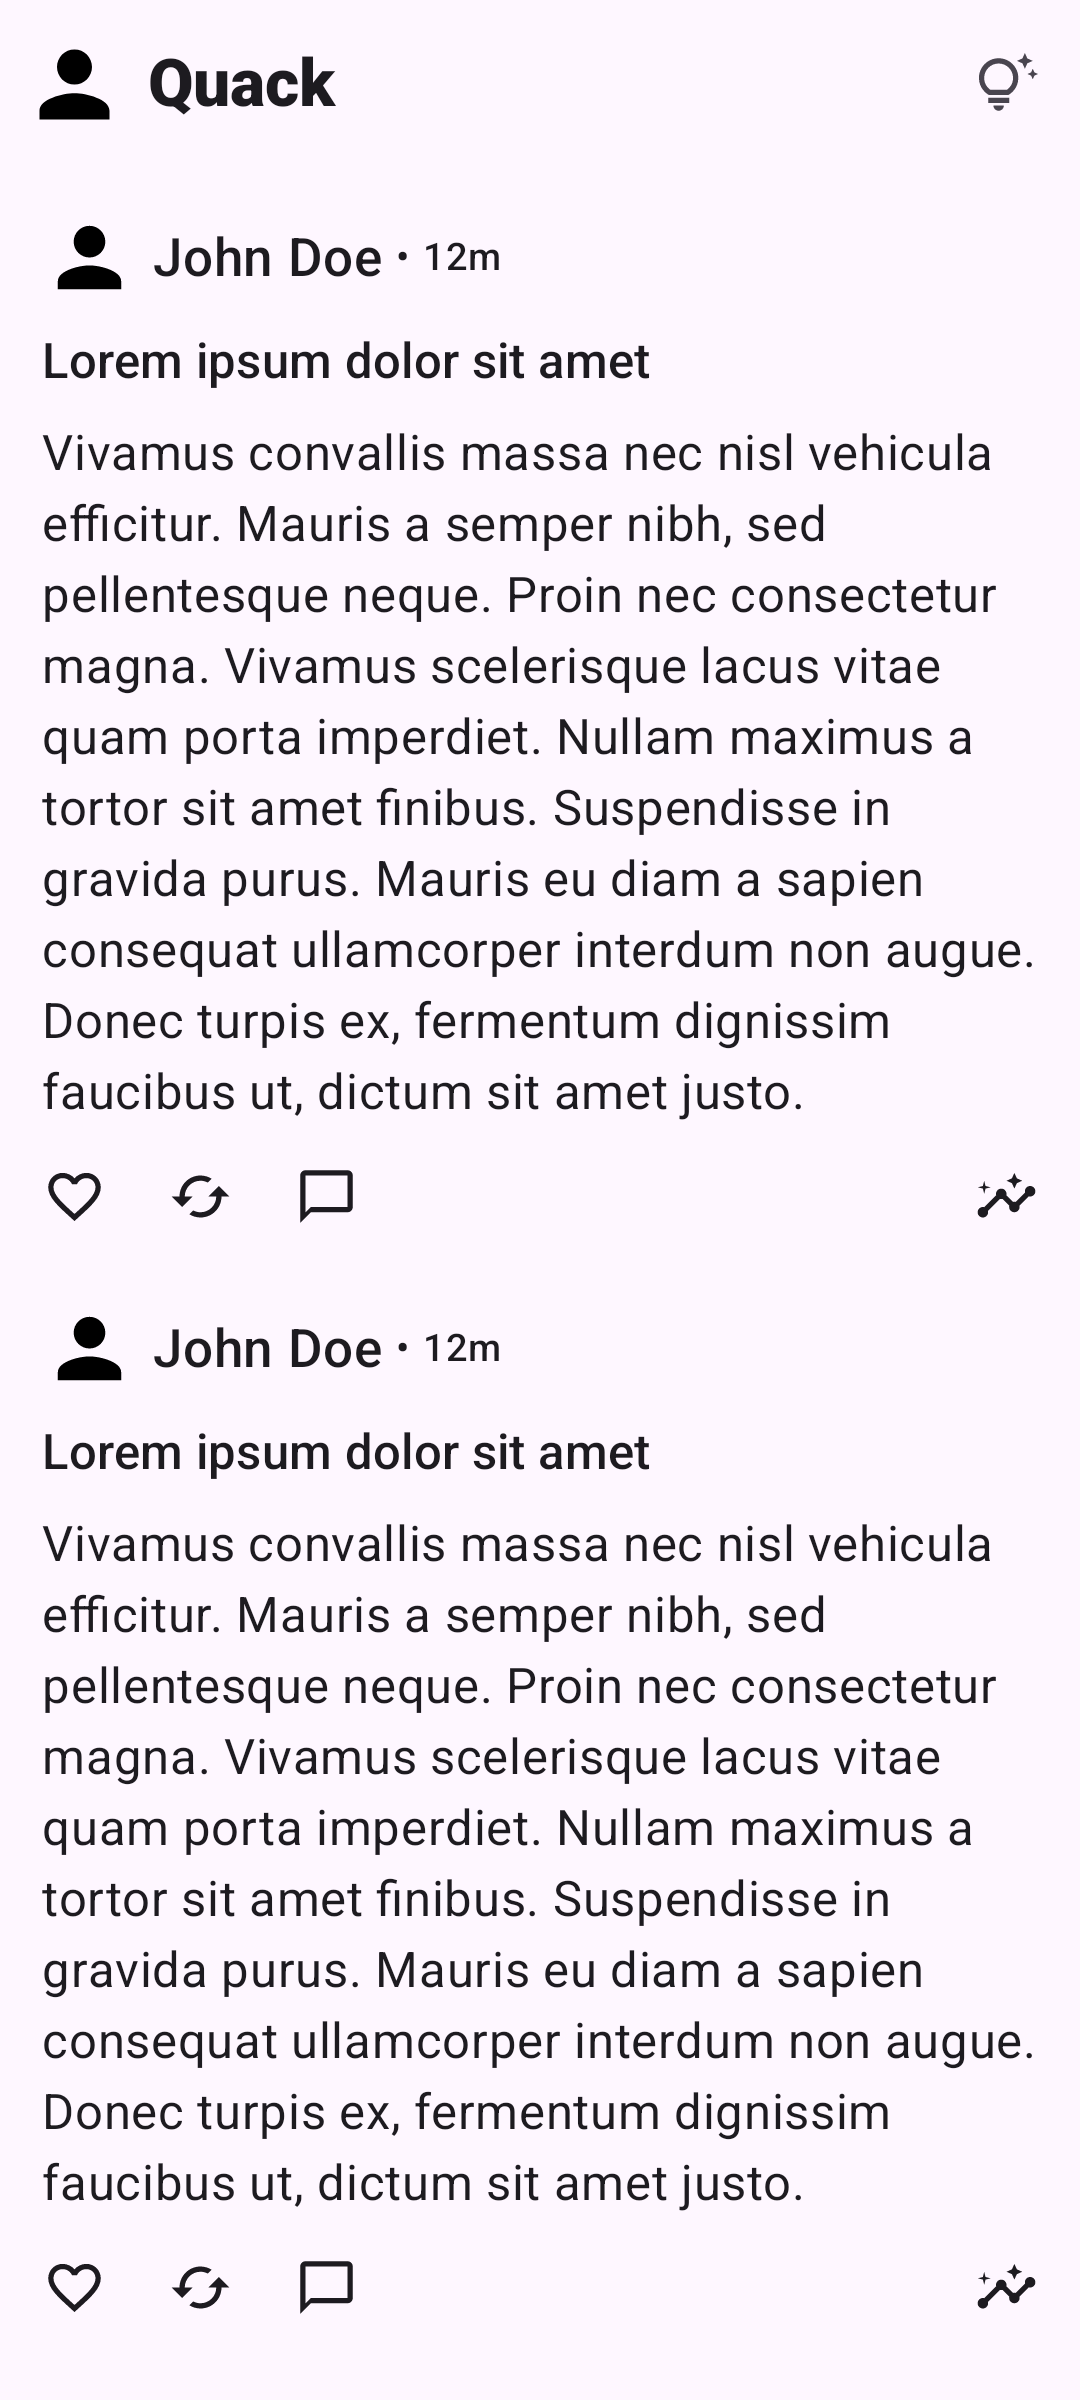 Quack
John Doe • 12m
Lorem ipsum dolor sit amet
Vivamus convallis massa nec nisl vehicula
efficitur. Mauris a semper nibh, sed
pellentesque neque. Proin nec consectetur
magna. Vivamus scelerisque lacus vitae
quam porta imperdiet. Nullam maximus a
tortor sit amet finibus. Suspendisse in
gravida purus. Mauris eu diam a sapien
consequat ullamcorper interdum non augue.
Donec turpis ex, fermentum dignissim
faucibus ut, dictum sit amet justo.
John Doe • 12m
Lorem ipsum dolor sit amet
Vivamus convallis massa nec nisl vehicula
efficitur. Mauris a semper nibh, sed
pellentesque neque. Proin nec consectetur
magna. Vivamus scelerisque lacus vitae
quam porta imperdiet. Nullam maximus a
tortor sit amet finibus. Suspendisse in
gravida purus. Mauris eu diam a sapien
consequat ullamcorper interdum non augue.
Donec turpis ex, fermentum dignissim
faucibus ut, dictum sit amet justo.